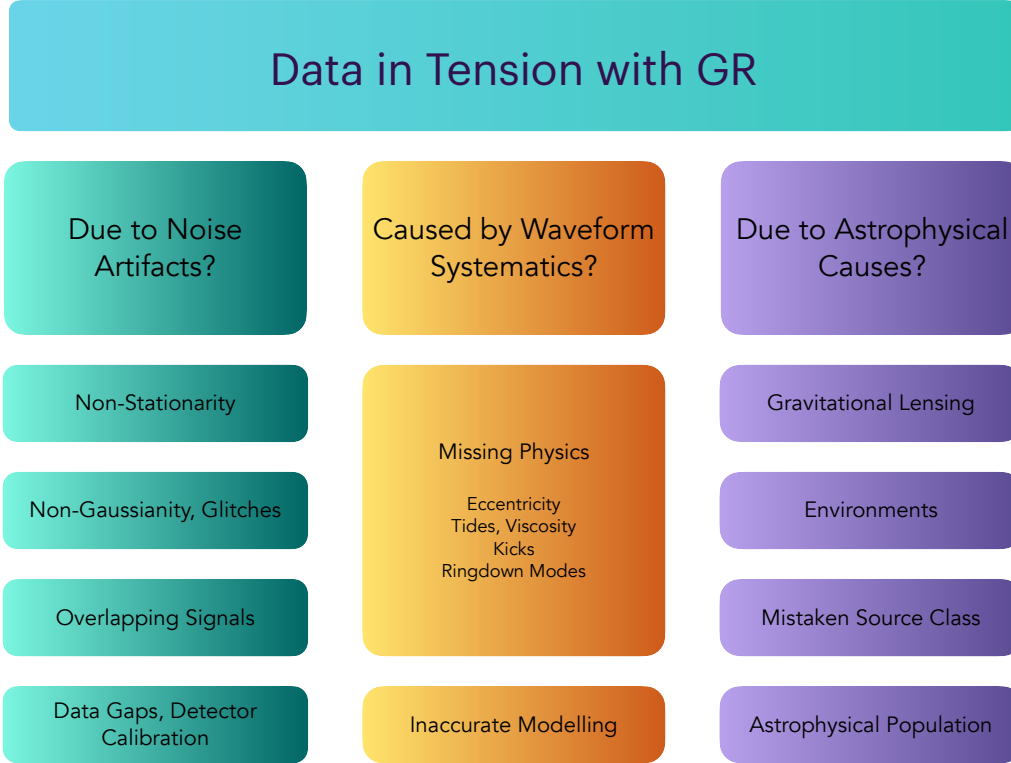 Data in Tension with GR
Due to Noise
Artifacts?
Non-Stationarity
Non-Gaussianity, Glitches
Overlapping Signals
Data Gaps, Detector
Calibration
Caused by Waveform
Systematics?
Missing Physics
Eccentricity
Tides, Viscosity
Kicks
Ringdown Modes
Inaccurate Modelling
Due to Astrophysical
Causes?
Gravitational Lensing
Environments
Mistaken Source Class
Astrophysical Population